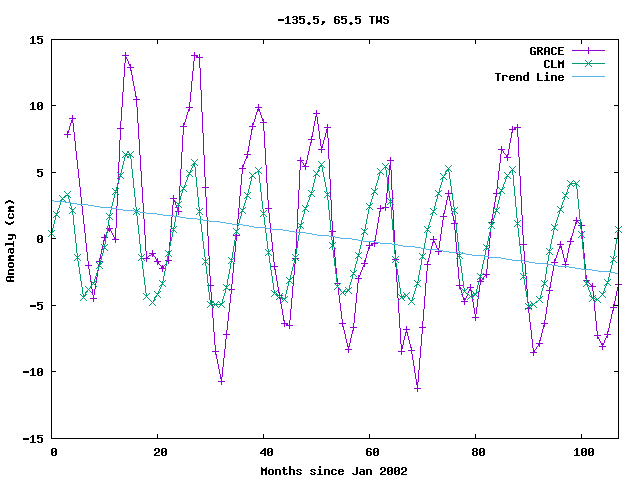 -135.5, 65.5 TWS
GRACE
CLM
Trend Line
15
10
5
0
-5
-10
-15
Anomaly (cm)
0 20 40 60 80 100
Months since Jan 2002